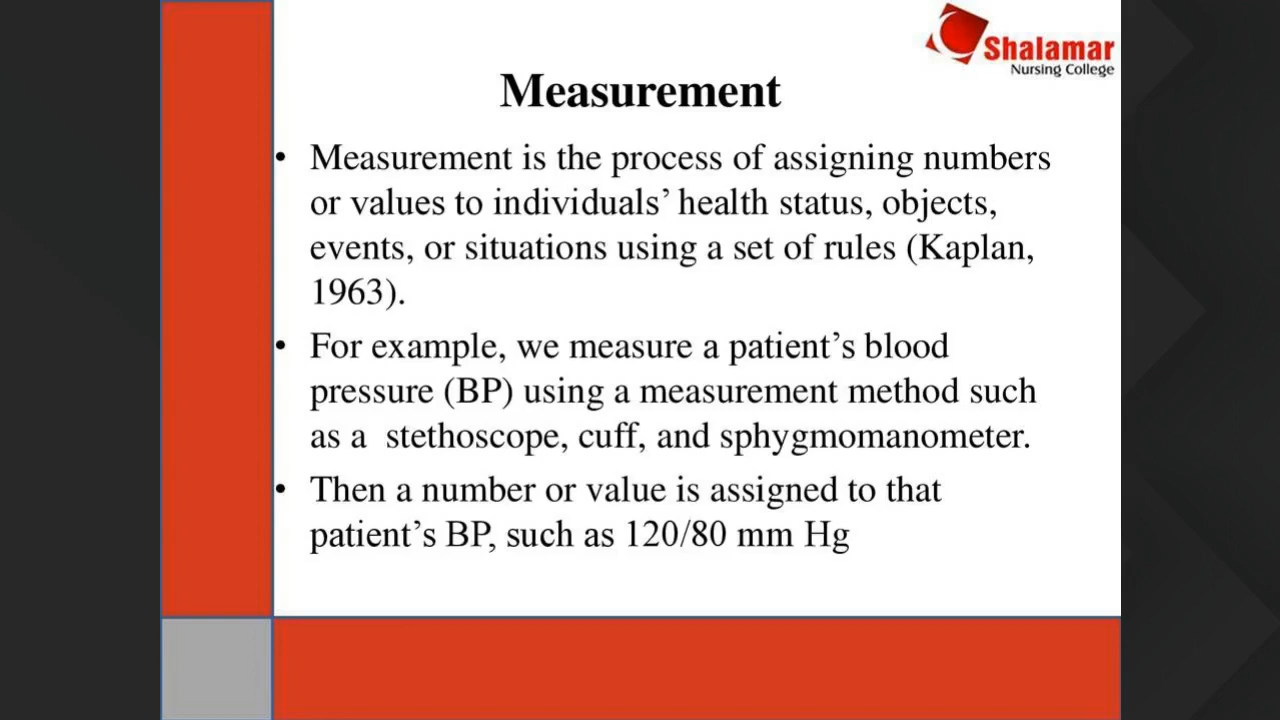 Shalamar
Nursing College
Measurement
• Measurement is the process of assigning numbers
or values to individuals’ health status, objects,
events, or situations using a set of rules (Kaplan,
1963).
• For example, we measure a patient’s blood
pressure (BP) using a measurement method such
as a  stethoscope, cuff, and sphygmomanometer.
• Then a number or value is assigned to that
patient’s BP, such as 120/80 mm Hg